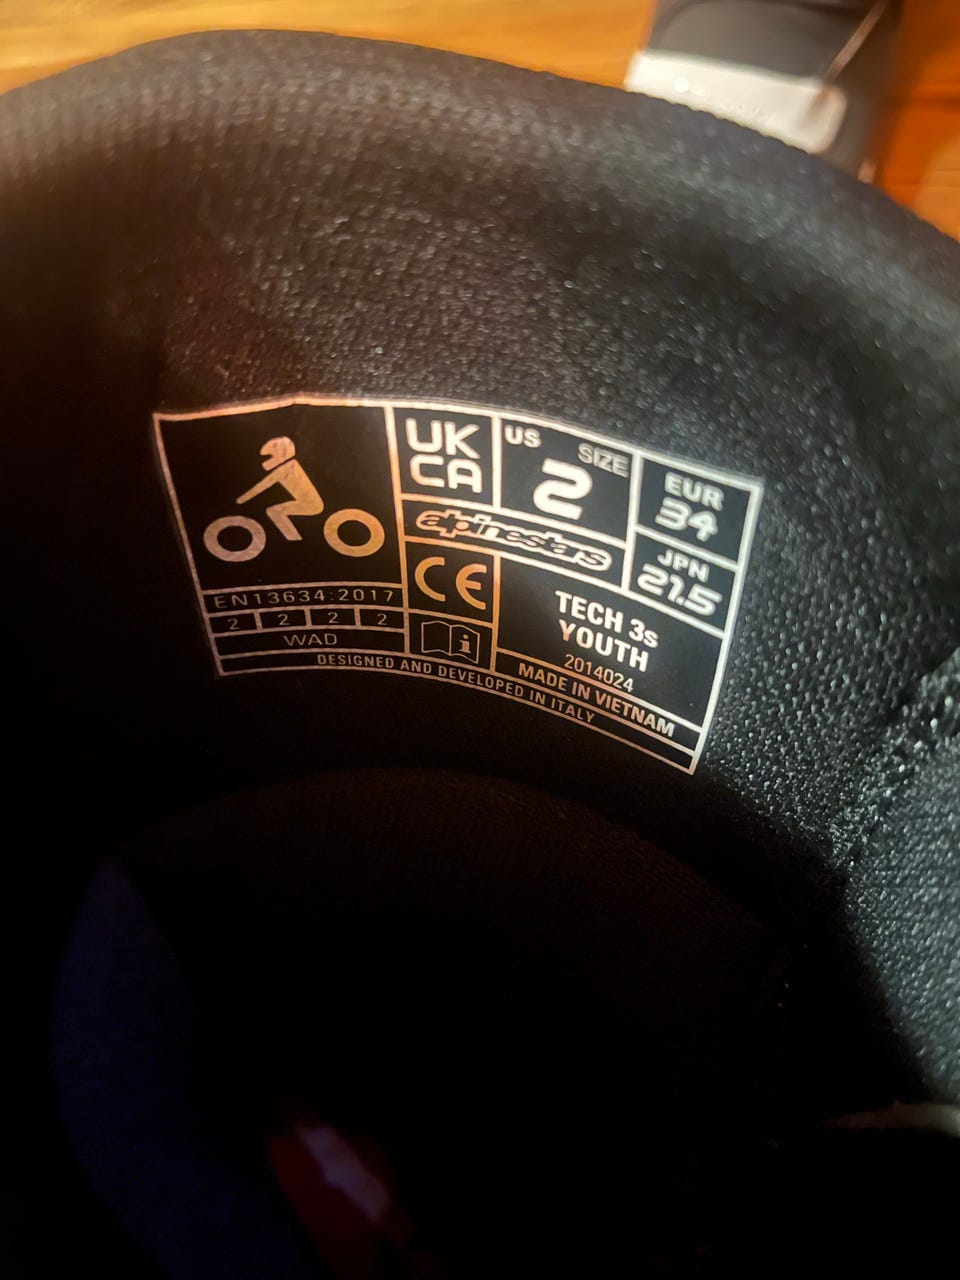 UK
CA
US SIZE
2
EUR
34
alpinestars
JPN
21.5
CE
EN13634:2017
2 2 2 2
WAD
i
TECH 3s
YOUTH
2014024
MADE IN VIETNAM
DESIGNED AND DEVELOPED IN ITALY